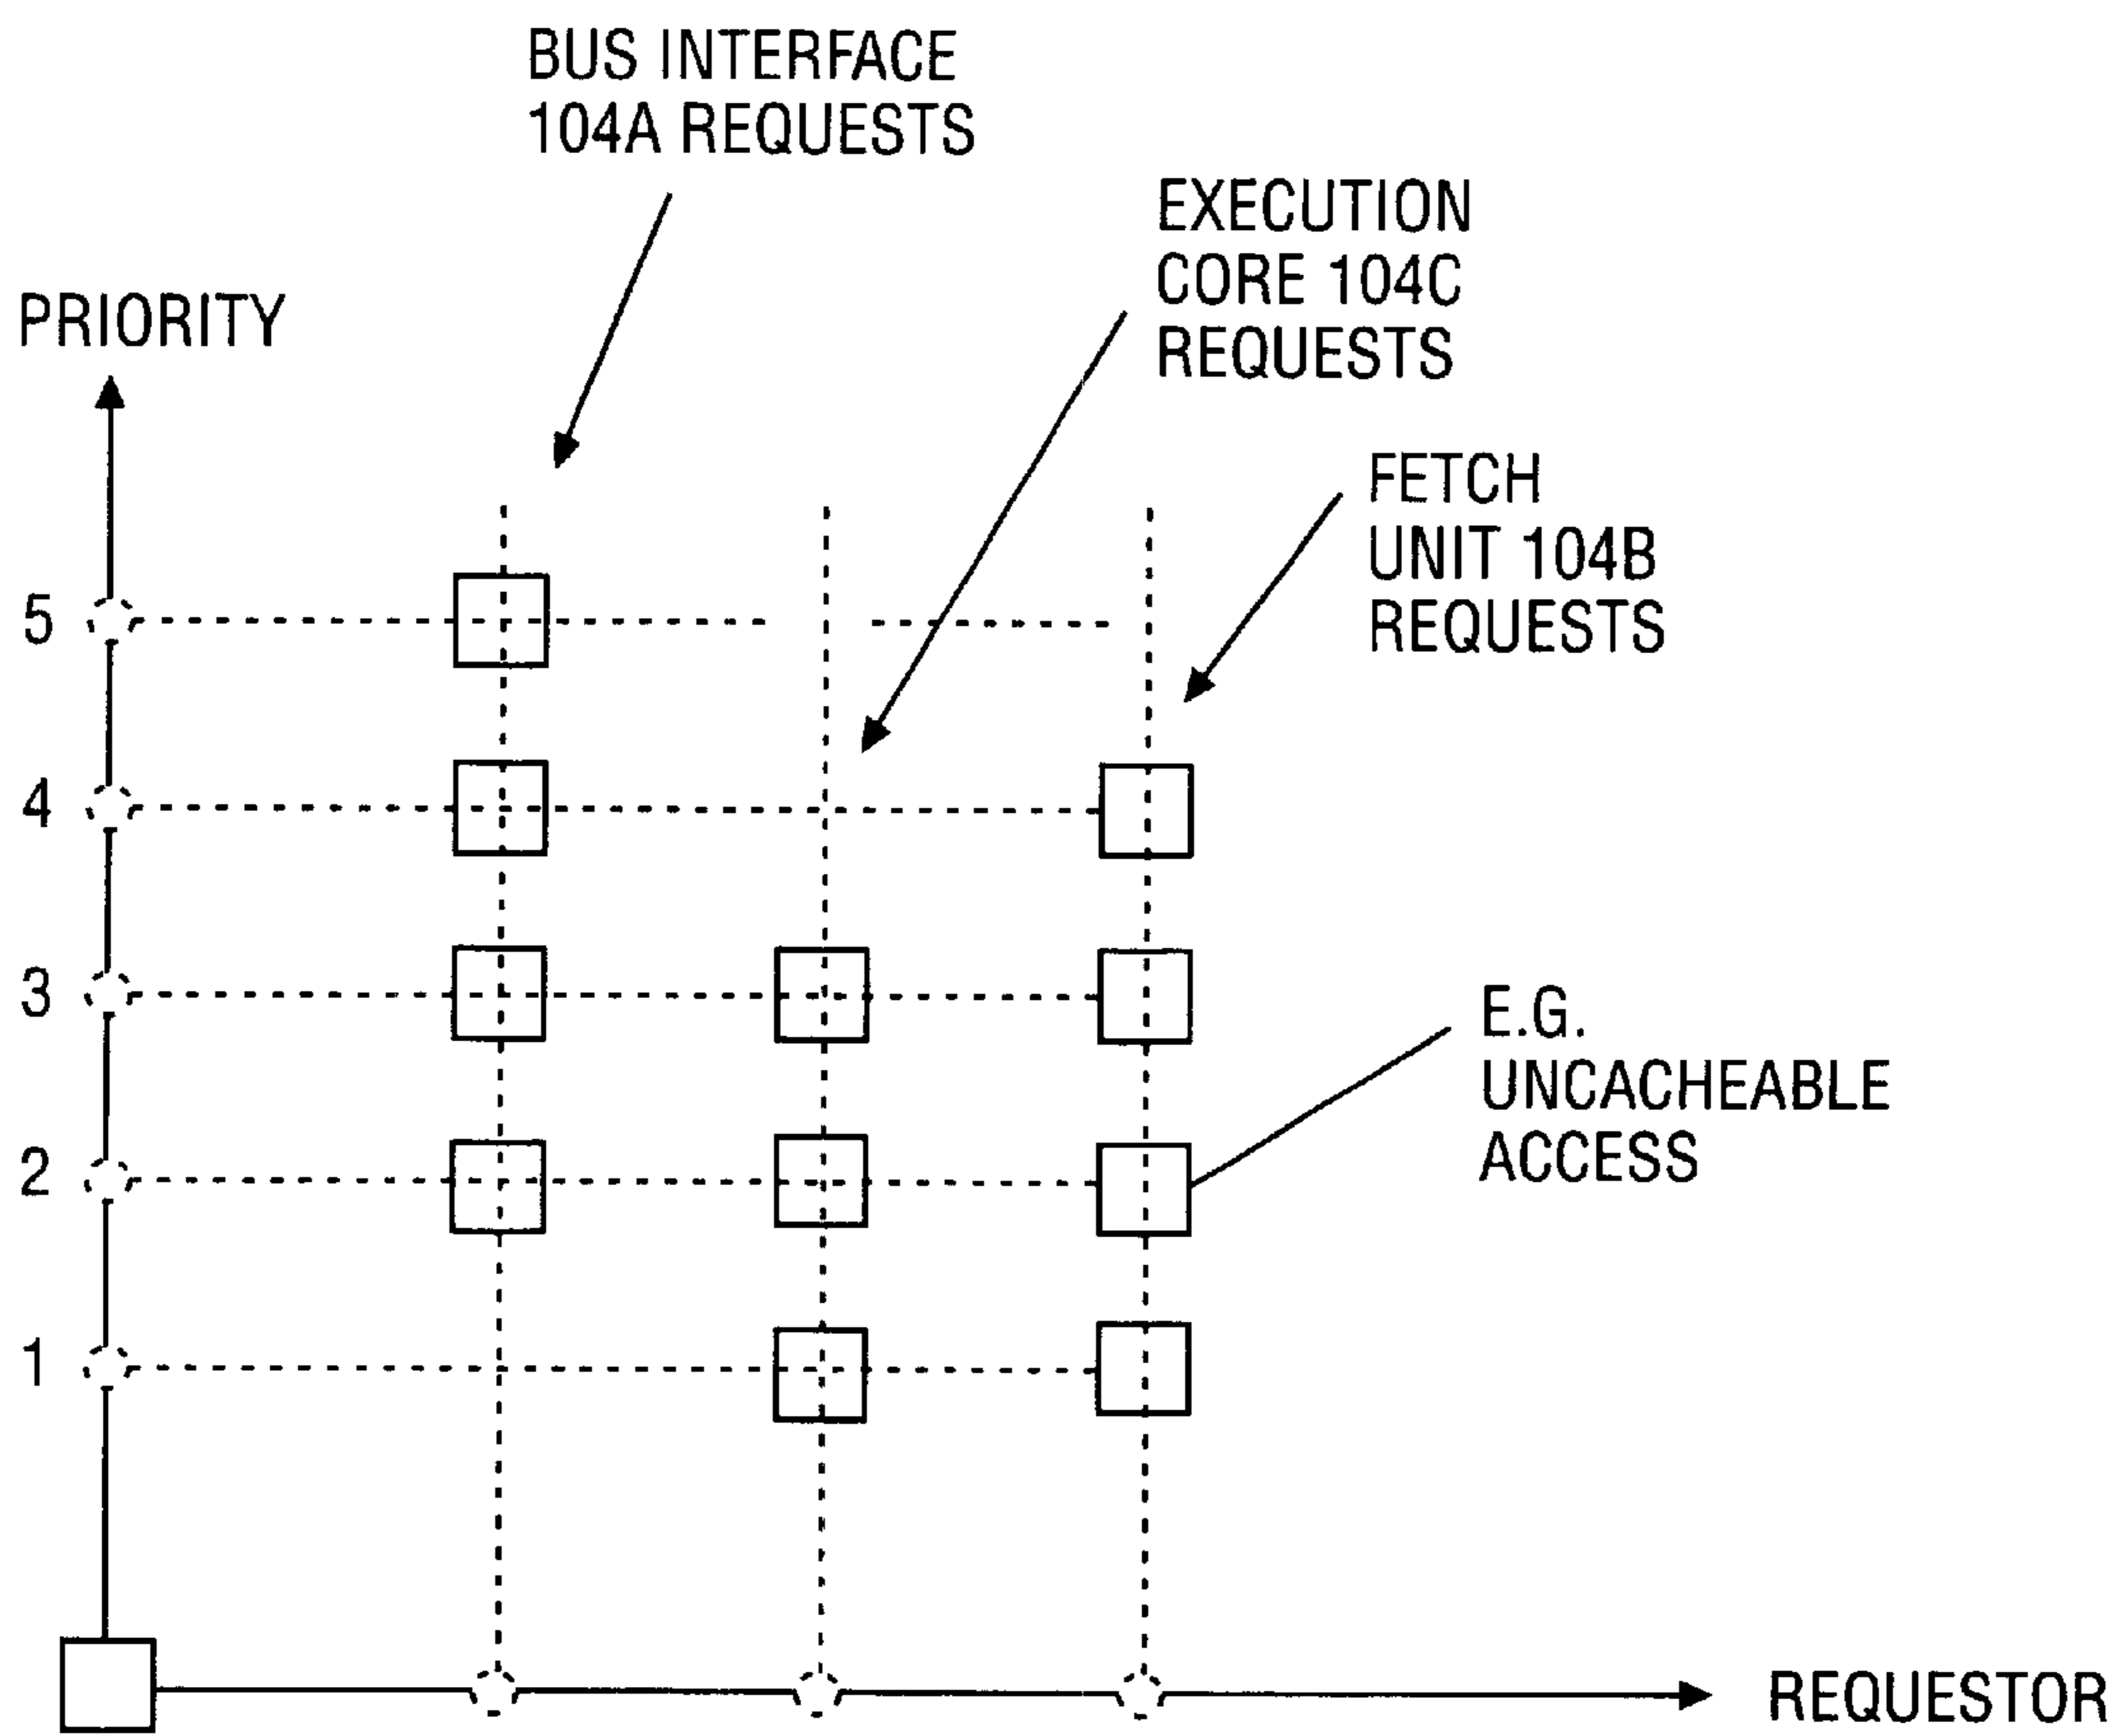 BUS INTERFACE
104A REQUESTS
EXECUTION
CORE 104C
REQUESTS
PRIORITY
FETCH
UNIT 104B
REQUESTS
5
4
3
E.G.
UNCACHEABLE
ACCESS
2
1
REQUESTOR